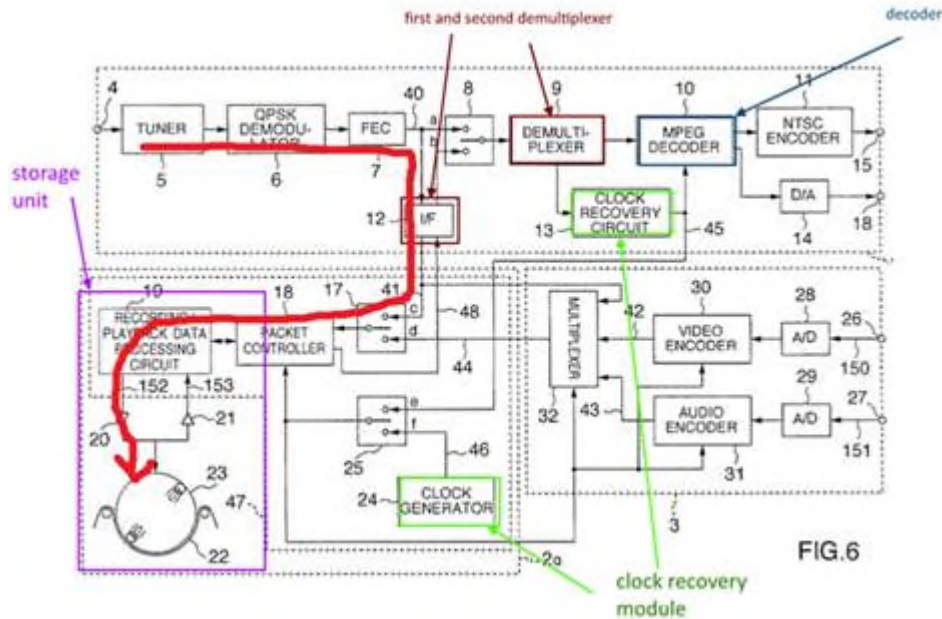 first and second demultiplexer
decoder
4
TUNER
5
QPSK
DEMODU-
LATOR
6
FEC
7
40
a
b
8
9
DEMULTI-
PLEXER
10
MPEG
DECODER
11
NTSC
ENCODER
15
D/A
14
18
12
I/F
13
CLOCK
RECOVERY
CIRCUIT
45
storage
unit
19
RECORDING/
PLAYBACK DATA
PROCESSING
CIRCUIT
152
153
18
PACKET
CONTROLLER
17
41
c
d
48
44
MULTIPLEXER
32
42
43
30
VIDEO
ENCODER
28
A/D
26
150
AUDIO
ENCODER
31
29
A/D
27
151
20
21
23
22
47
e
f
25
46
24
CLOCK
GENERATOR
3
2a
FIG.6
clock recovery
module